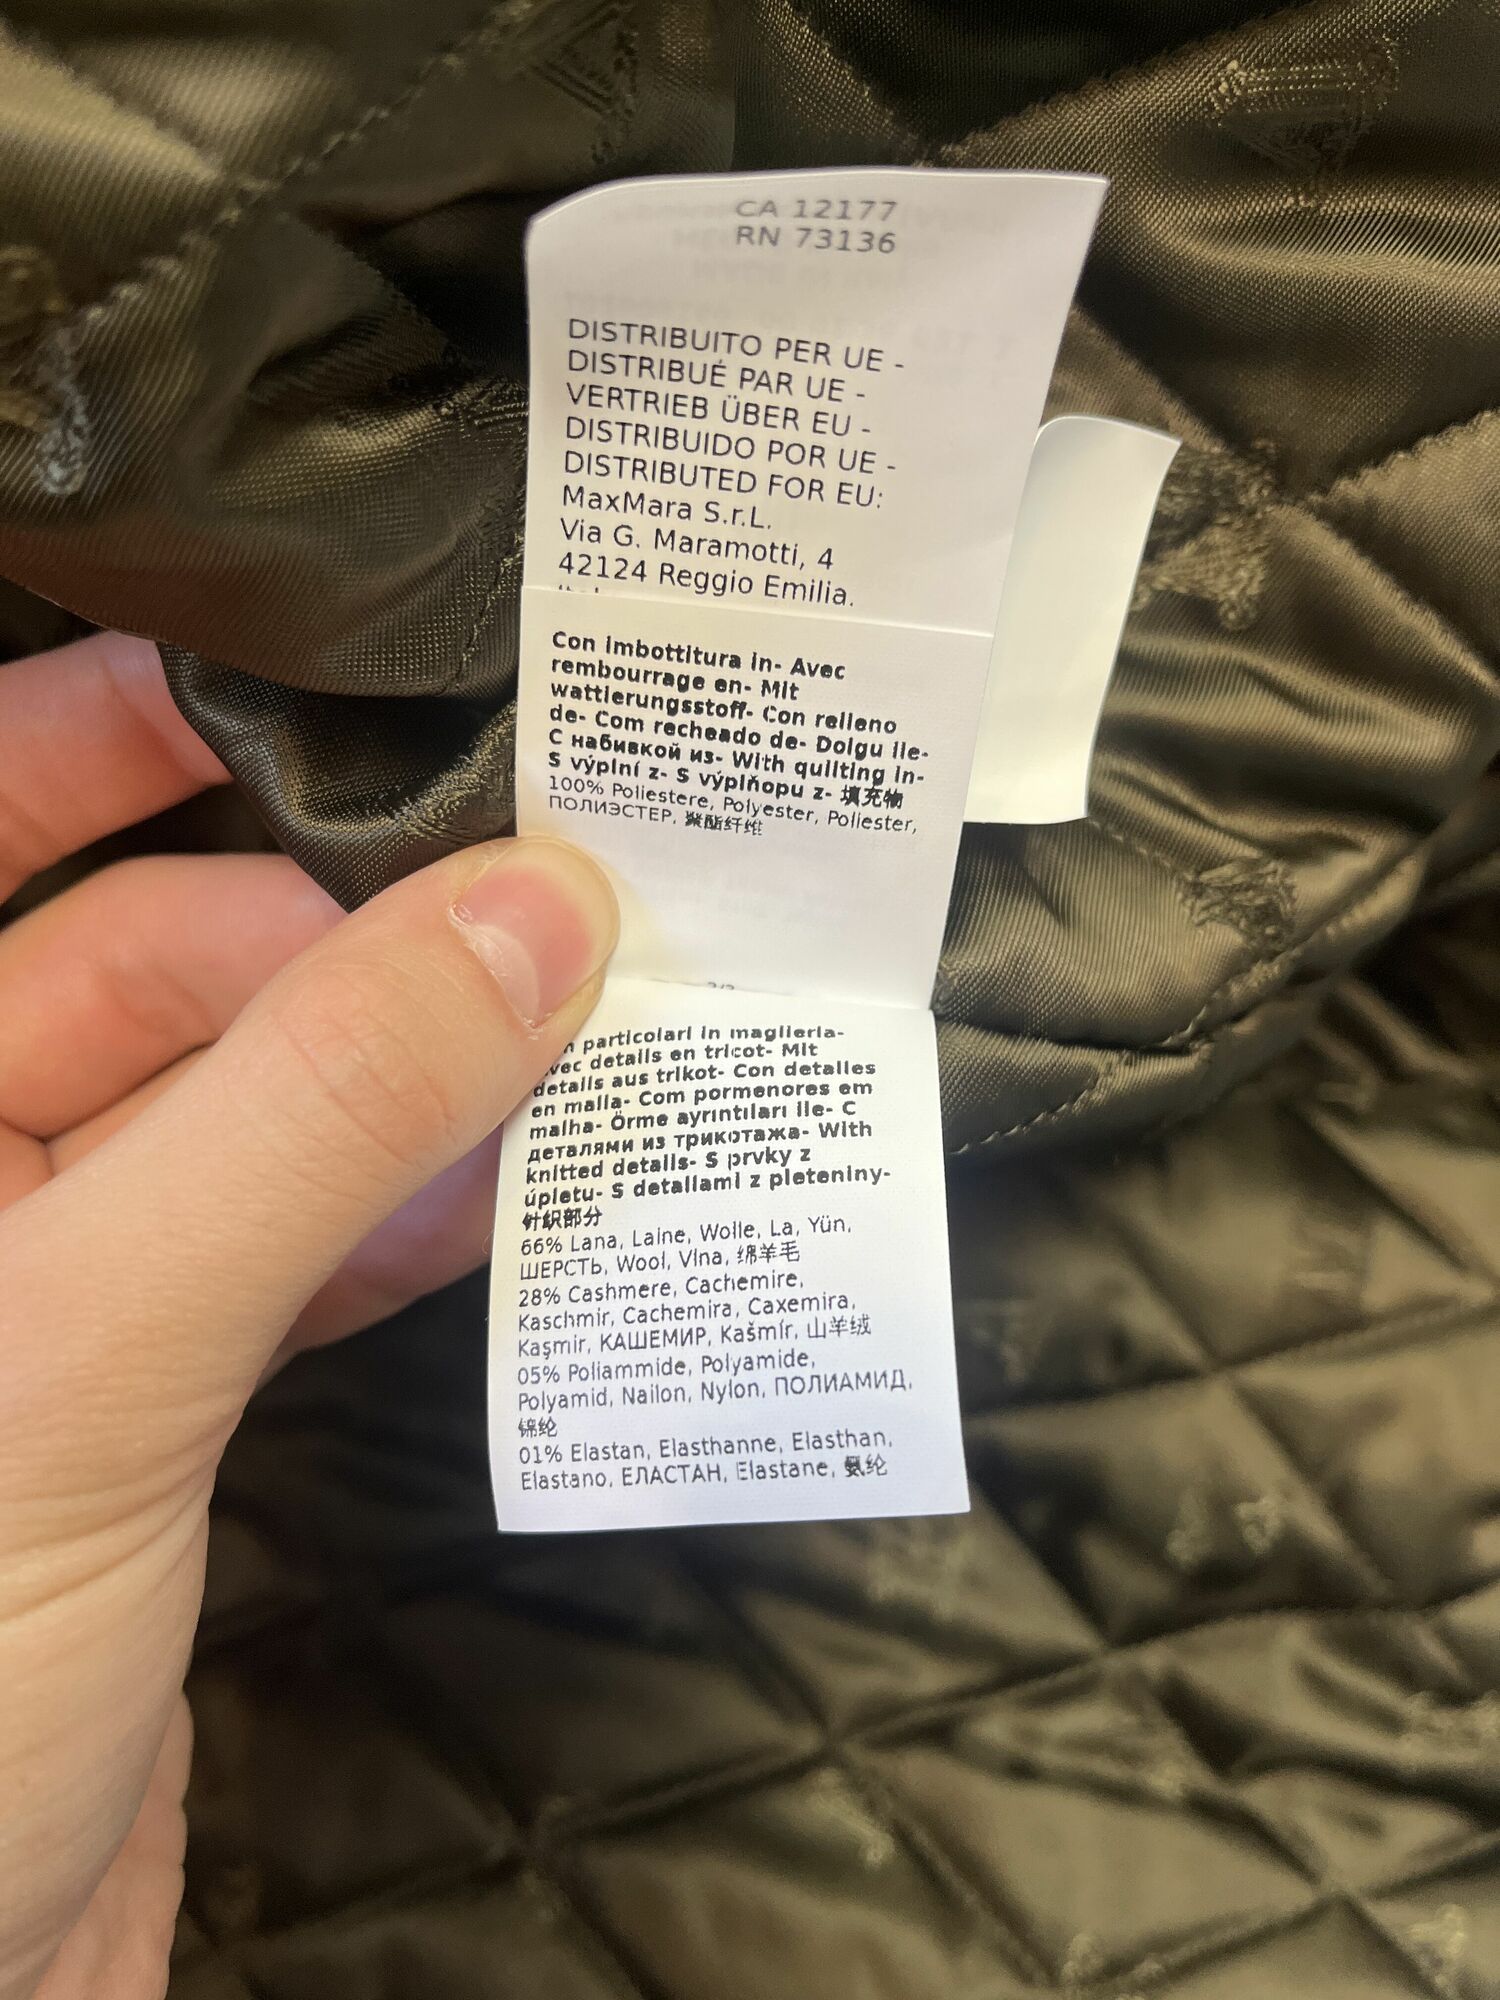 CA 12177
RN 73136
DISTRIBUITO PER UE -
DISTRIBUÉ PAR UE -
VERTRIEB ÜBER EU -
DISTRIBUIDO POR UE -
DISTRIBUTED FOR EU:
MaxMara S.r.L.
Via G. Maramotti, 4
42124 Reggio Emilia.
Con imbottitura in- Avec
rembourrage en- Mit
wattierungsstoff- Con relleno
de- Com recheado de- Dolgu ile-
С набивкой из- With quilting in-
S výplní z- S výplňopu z- 填充物
100% Poliestere, Polyester, Poliester,
ПОЛИЭСТЕР, 聚酯纤维
particolari in maglieria-
details en tricot- Mit
details aus trikot- Con detalles
en malla- Com pormenores em
malha- Örme ayrıntıları ile- С
деталями из трикотажа- With
knitted details- S prvky z
úpletu- S detailami z pleteniny-
针织部分
66% Lana, Laine, Wolle, La, Yün,
ШЕРСТЬ, Wool, Vlna, 绵羊毛
28% Cashmere, Cachemire,
Kaschmir, Cachemira, Caxemira,
Kaşmir, КАШЕМИР, Kašmír, 山羊绒
05% Poliammide, Polyamide,
Polyamid, Nailon, Nylon, ПОЛИАМИД,
锦纶
01% Elastan, Elasthanne, Elasthan,
Elastano, ЕЛАСТАН, Elastane, 氨纶